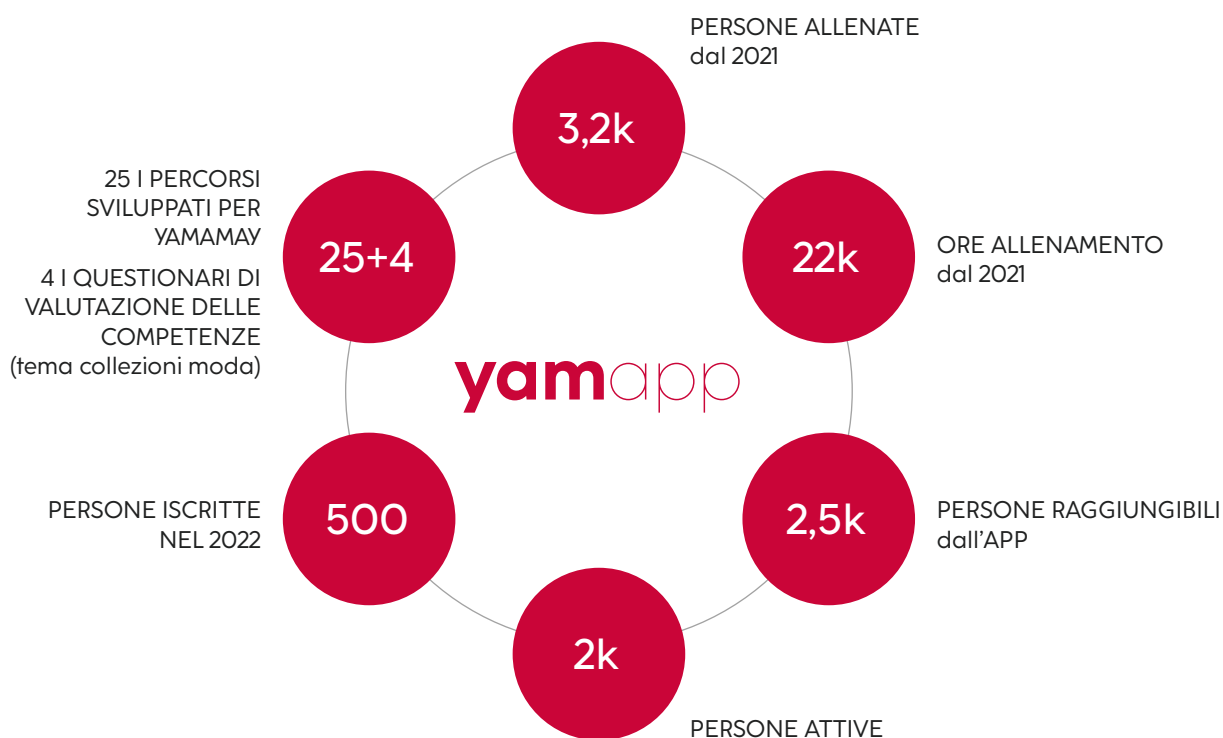 PERSONE ALLENATE
dal 2021
3,2k
25 I PERCORSI
SVILUPPATI PER
YAMAMAY
4 I QUESTIONARI DI
VALUTAZIONE DELLE
COMPETENZE
(tema collezioni moda)
25+4
22k
ORE ALLENAMENTO
dal 2021
yamapp
PERSONE ISCRITTE
NEL 2022
500
2,5k
PERSONE RAGGIUNGIBILI
dall'APP
2k
PERSONE ATTIVE